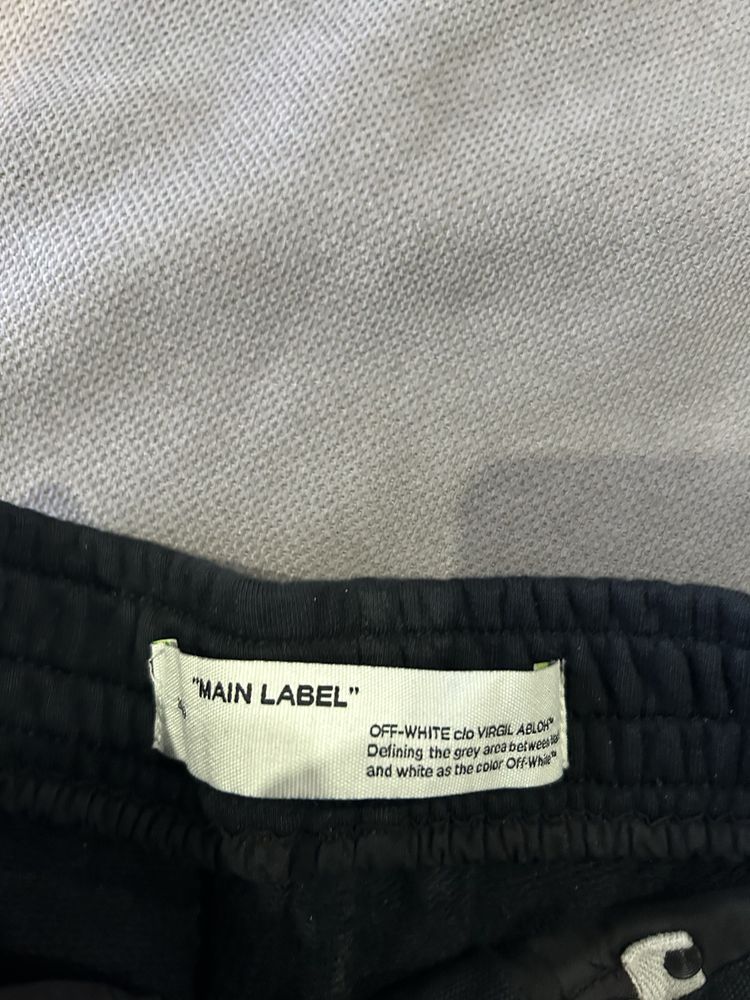 "MAIN LABEL"
OFF-WHITE c/o VIRGIL ABLOH™
Defining the grey area between
and white as the color Off-White™